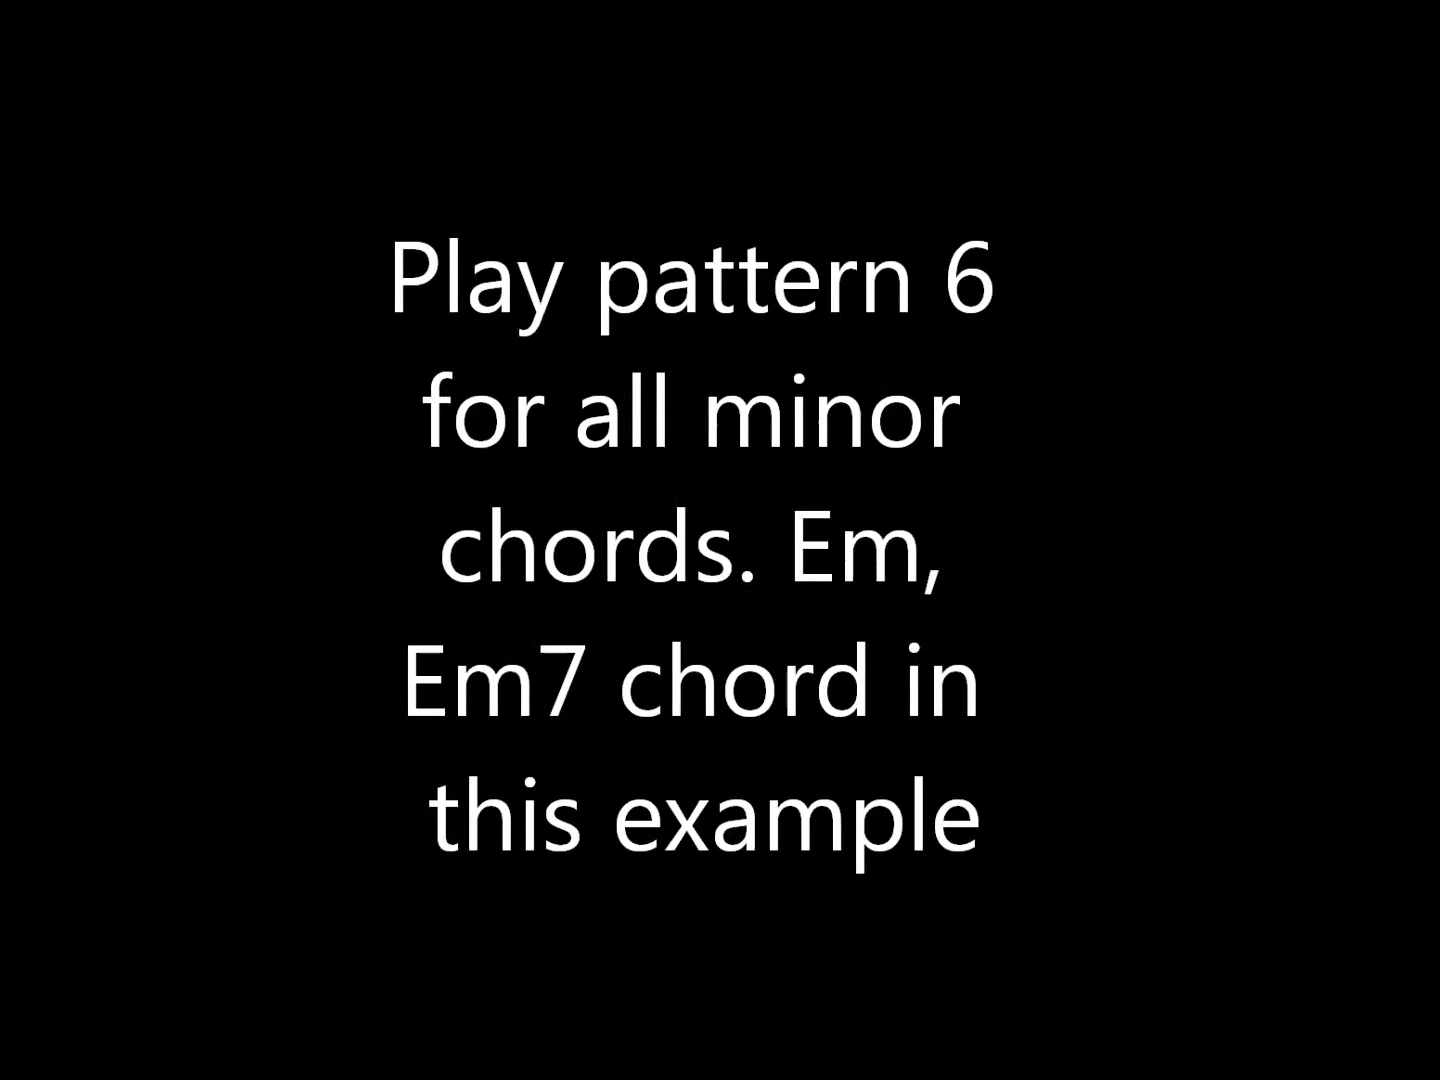 Play pattern 6
for all minor
chords. Em,
Em7 chord in
this example